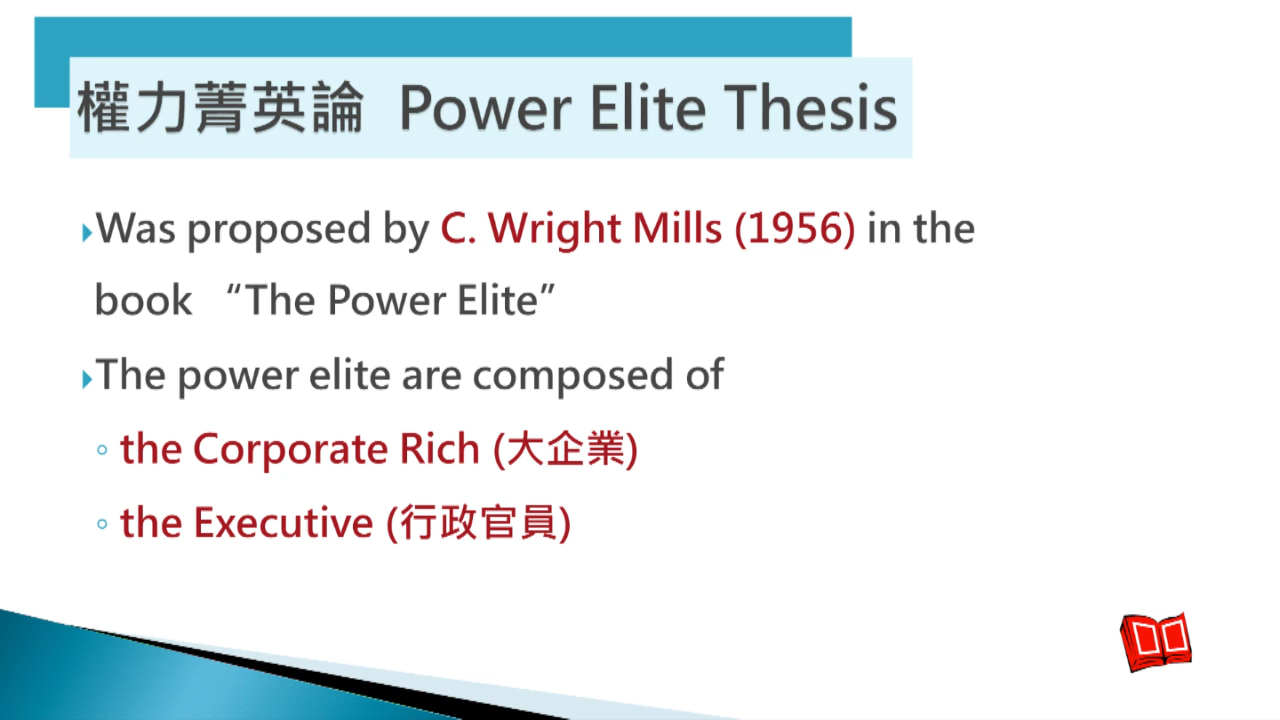 權力菁英論 Power Elite Thesis
Was proposed by C. Wright Mills (1956) in the
book “The Power Elite”
The power elite are composed of
the Corporate Rich (大企業)
the Executive (行政官員)